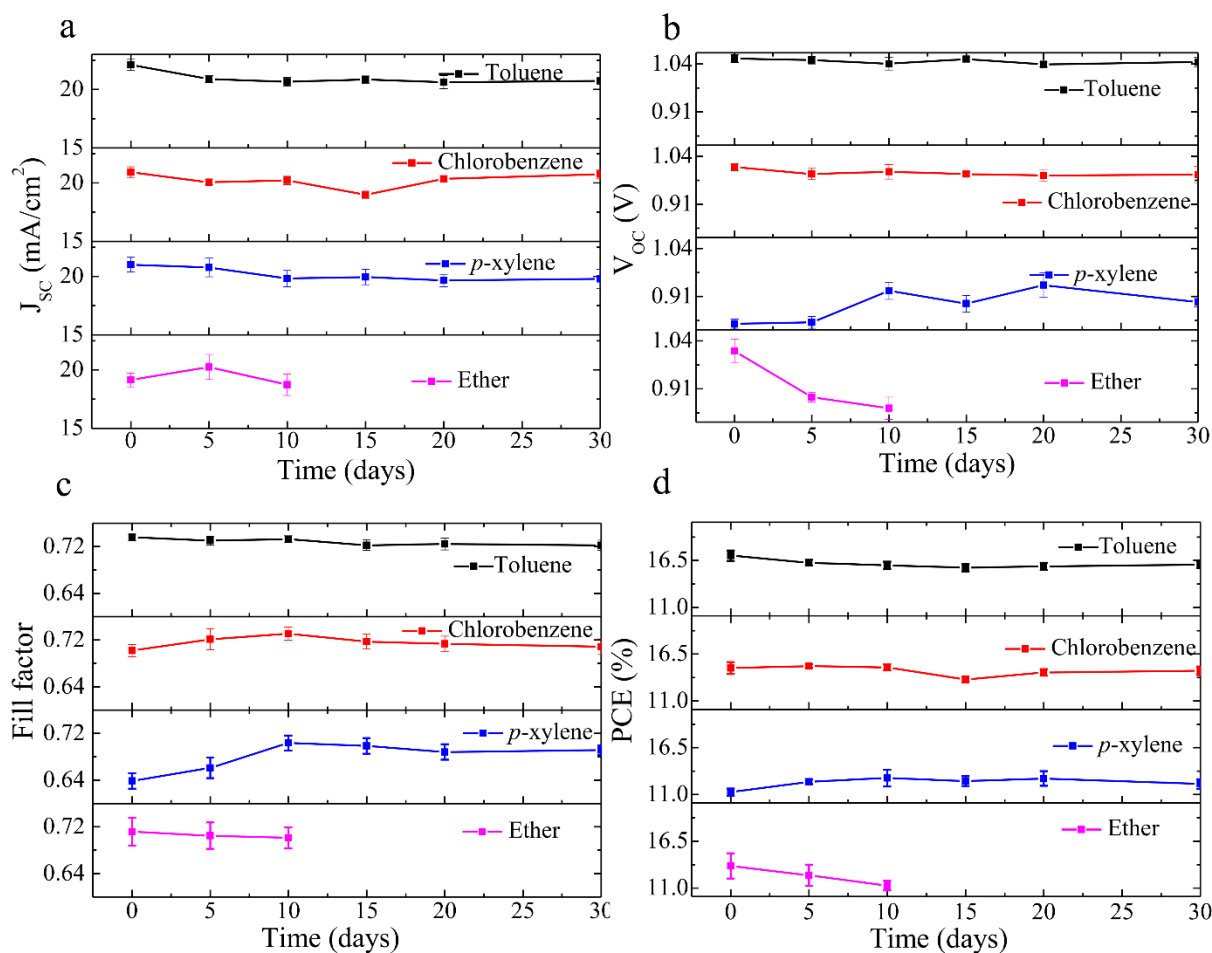 a
20
Toluene
15
20
Chlorobenzene
15
20
p-xylene
15
20
Ether
15
0 5 10 15 20 25 30
Time (days)
J_SC (mA/cm²)
b
1.04
0.91
Toluene
1.04
0.91
Chlorobenzene
1.04
0.91
p-xylene
1.04
0.91
Ether
0 5 10 15 20 25 30
Time (days)
V_OC (V)
c
0.72
0.64
Toluene
0.72
0.64
Chlorobenzene
0.72
0.64
p-xylene
0.72
0.64
Ether
0 5 10 15 20 25 30
Time (days)
Fill factor
d
16.5
11.0
Toluene
16.5
11.0
Chlorobenzene
16.5
11.0
p-xylene
16.5
11.0
Ether
0 5 10 15 20 25 30
Time (days)
PCE (%)